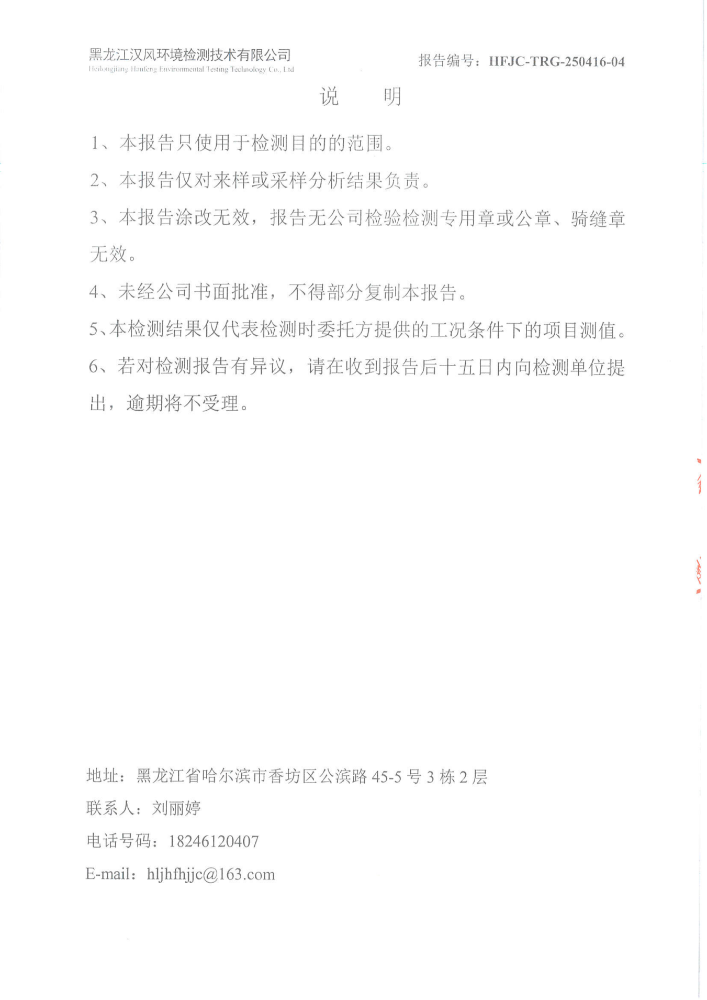 黑龙江汉风环境检测技术有限公司
Heilongjiang Hanfeng Environmental Testing Technology Co., Ltd
报告编号：HFJC-TRG-250416-04
说 明
1、本报告只使用于检测目的的范围。
2、本报告仅对来样或采样分析结果负责。
3、本报告涂改无效，报告无公司检验检测专用章或公章、骑缝章
无效。
4、未经公司书面批准，不得部分复制本报告。
5、本检测结果仅代表检测时委托方提供的工况条件下的项目测值。
6、若对检测报告有异议，请在收到报告后十五日内向检测单位提
出，逾期将不受理。
地址：黑龙江省哈尔滨市香坊区公滨路 45-5 号 3 栋 2 层
联系人：刘丽婷
电话号码：18246120407
E-mail：hljhfhjjc@163.com